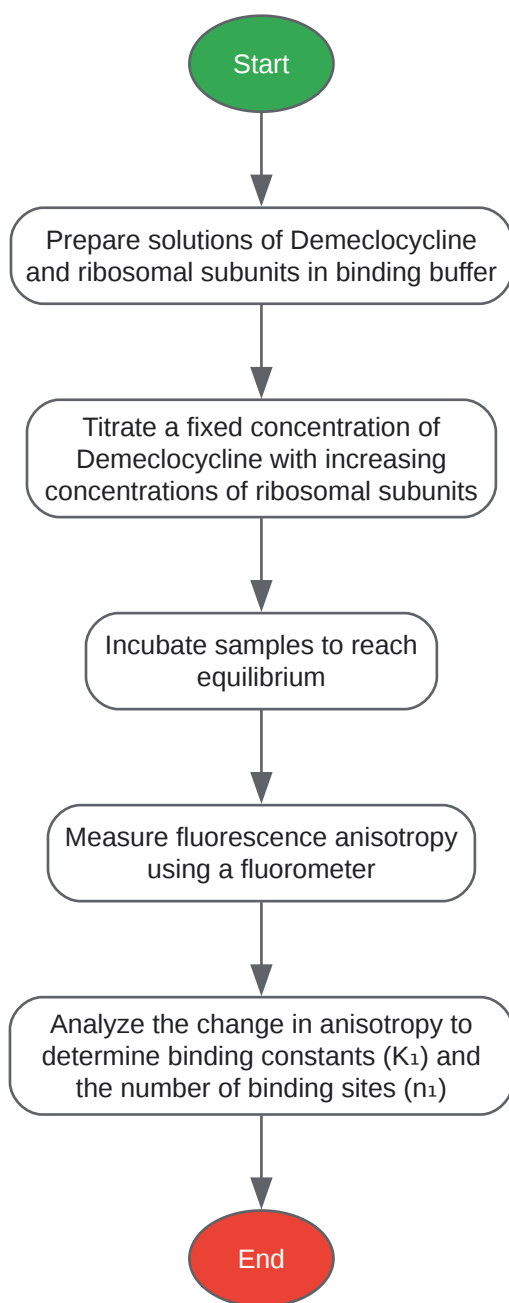 Start
Prepare solutions of Demeclocycline
and ribosomal subunits in binding buffer
Titrate a fixed concentration of
Demeclocycline with increasing
concentrations of ribosomal subunits
Incubate samples to reach
equilibrium
Measure fluorescence anisotropy
using a fluorometer
Analyze the change in anisotropy to
determine binding constants (K₁) and
the number of binding sites (n₁)
End